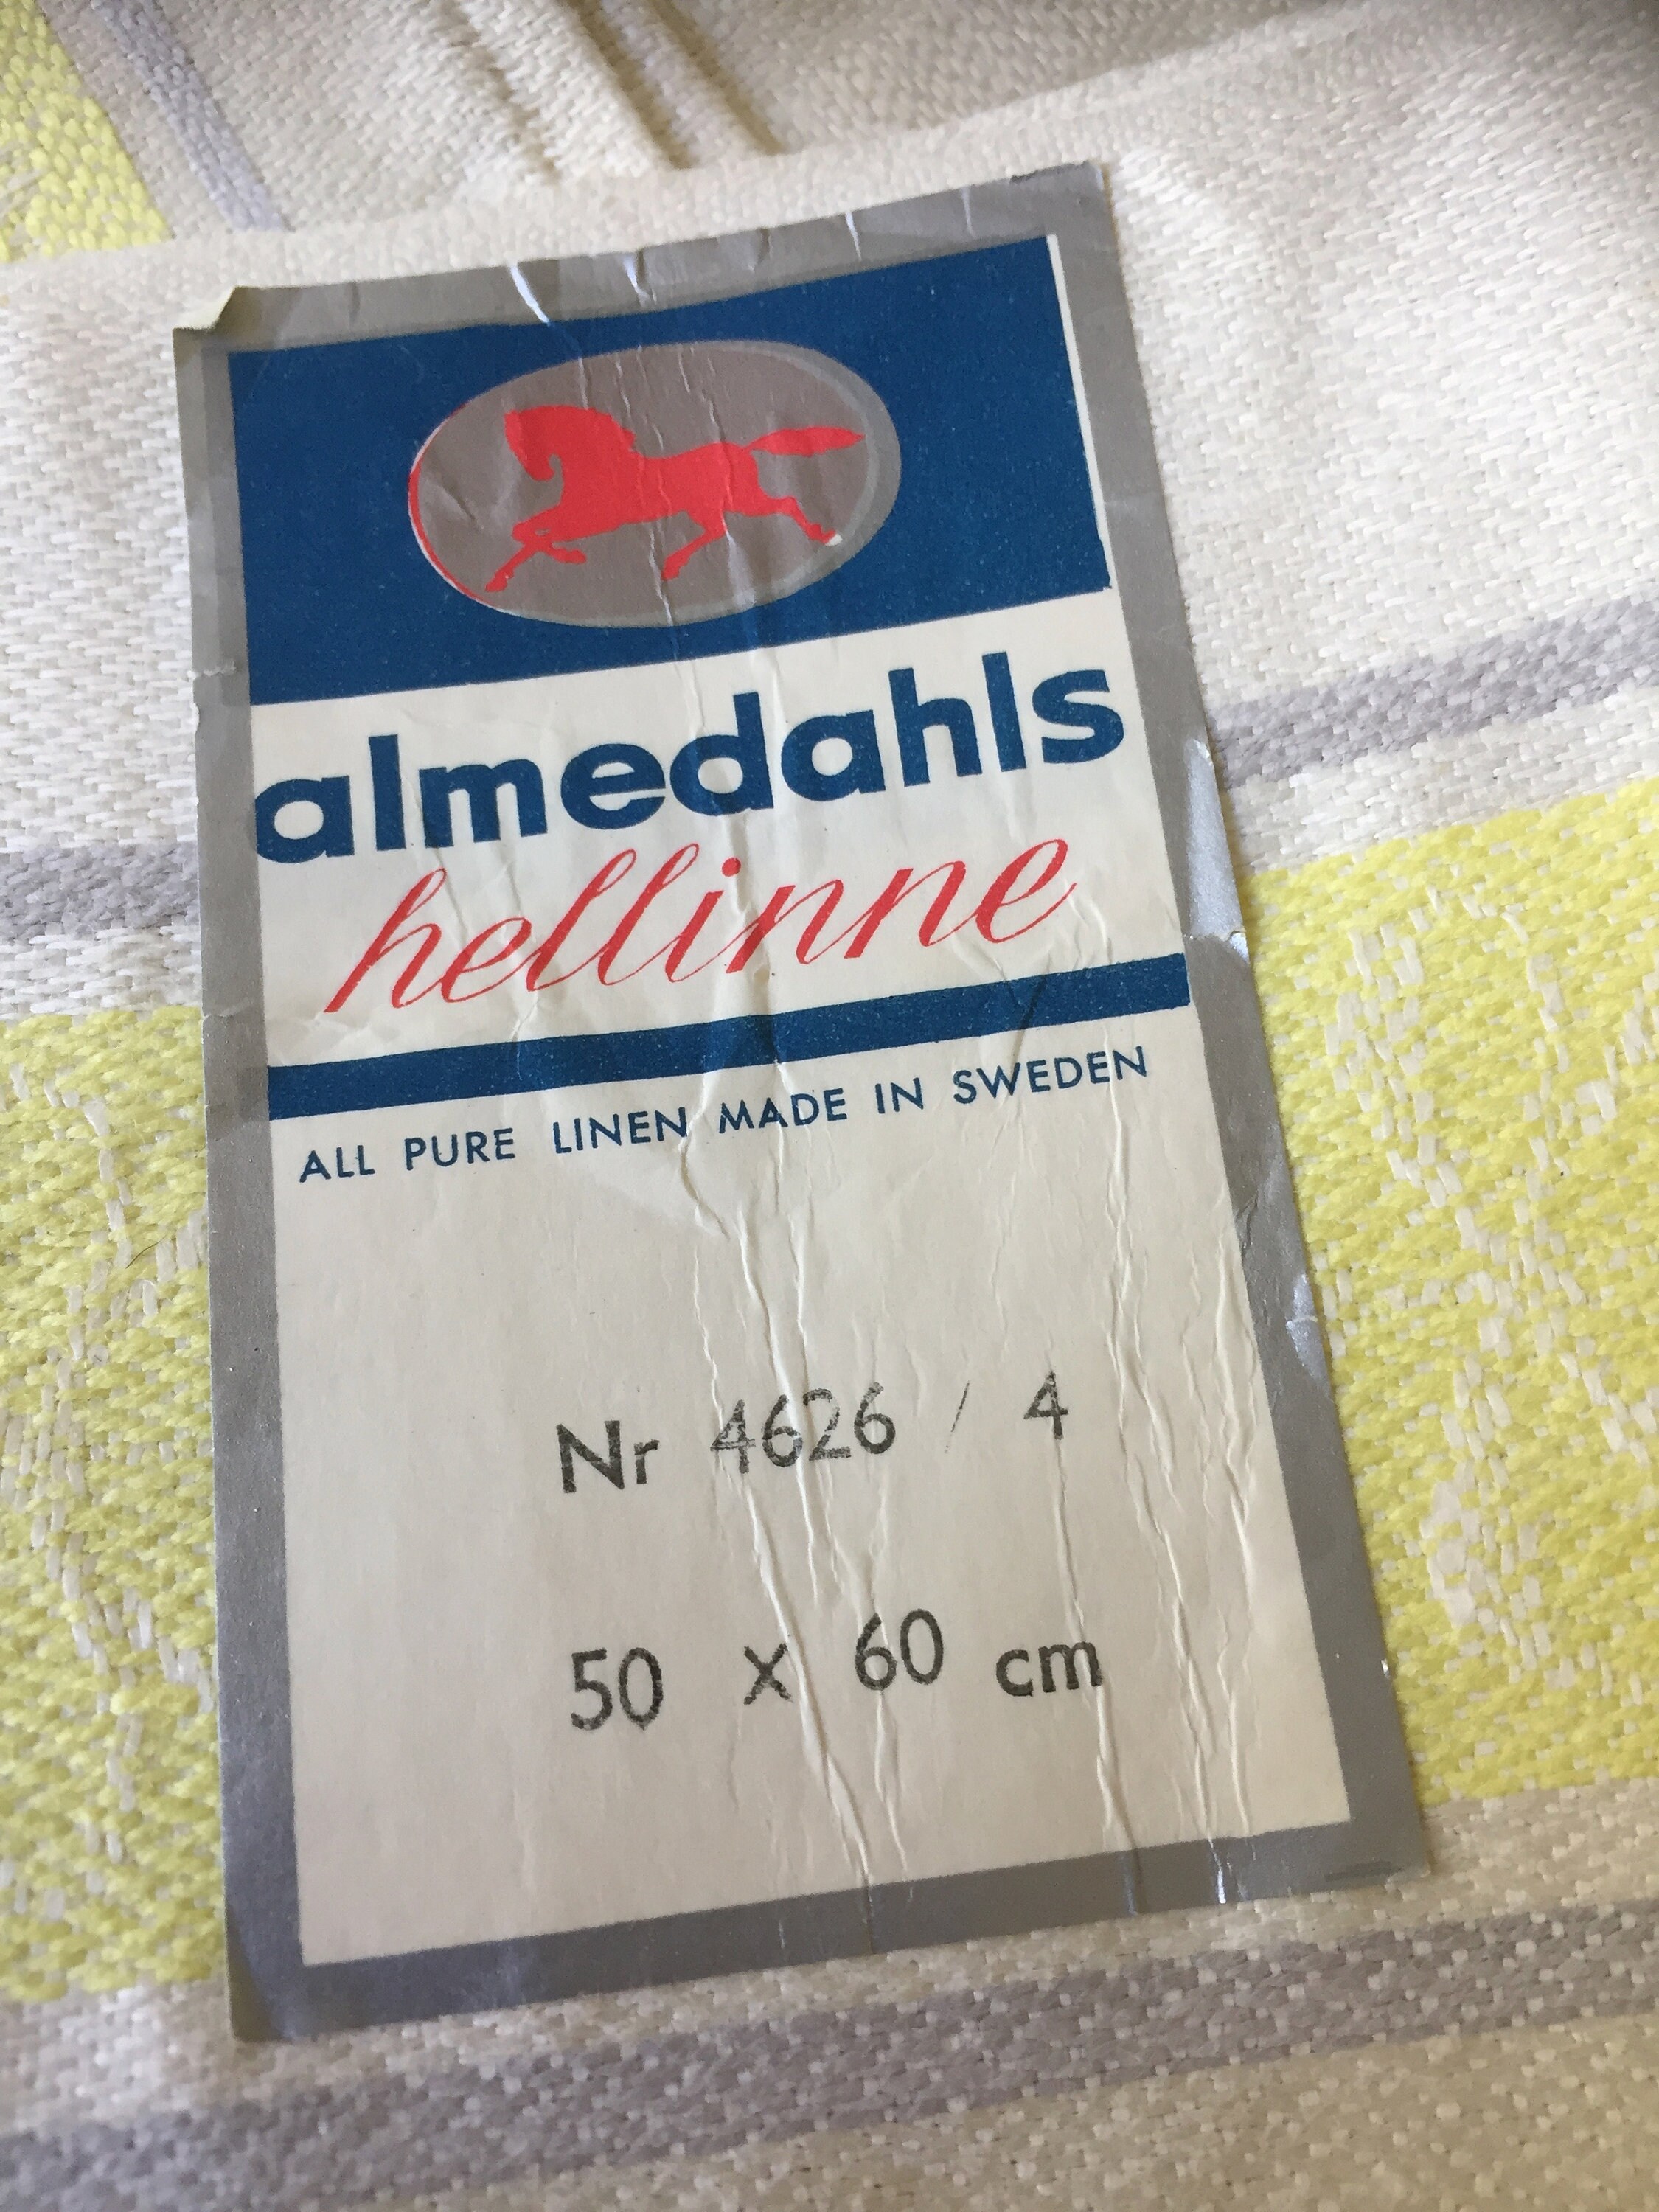 almedahls
hellinne
ALL PURE LINEN MADE IN SWEDEN
Nr 4626 / 4
50 x 60 cm